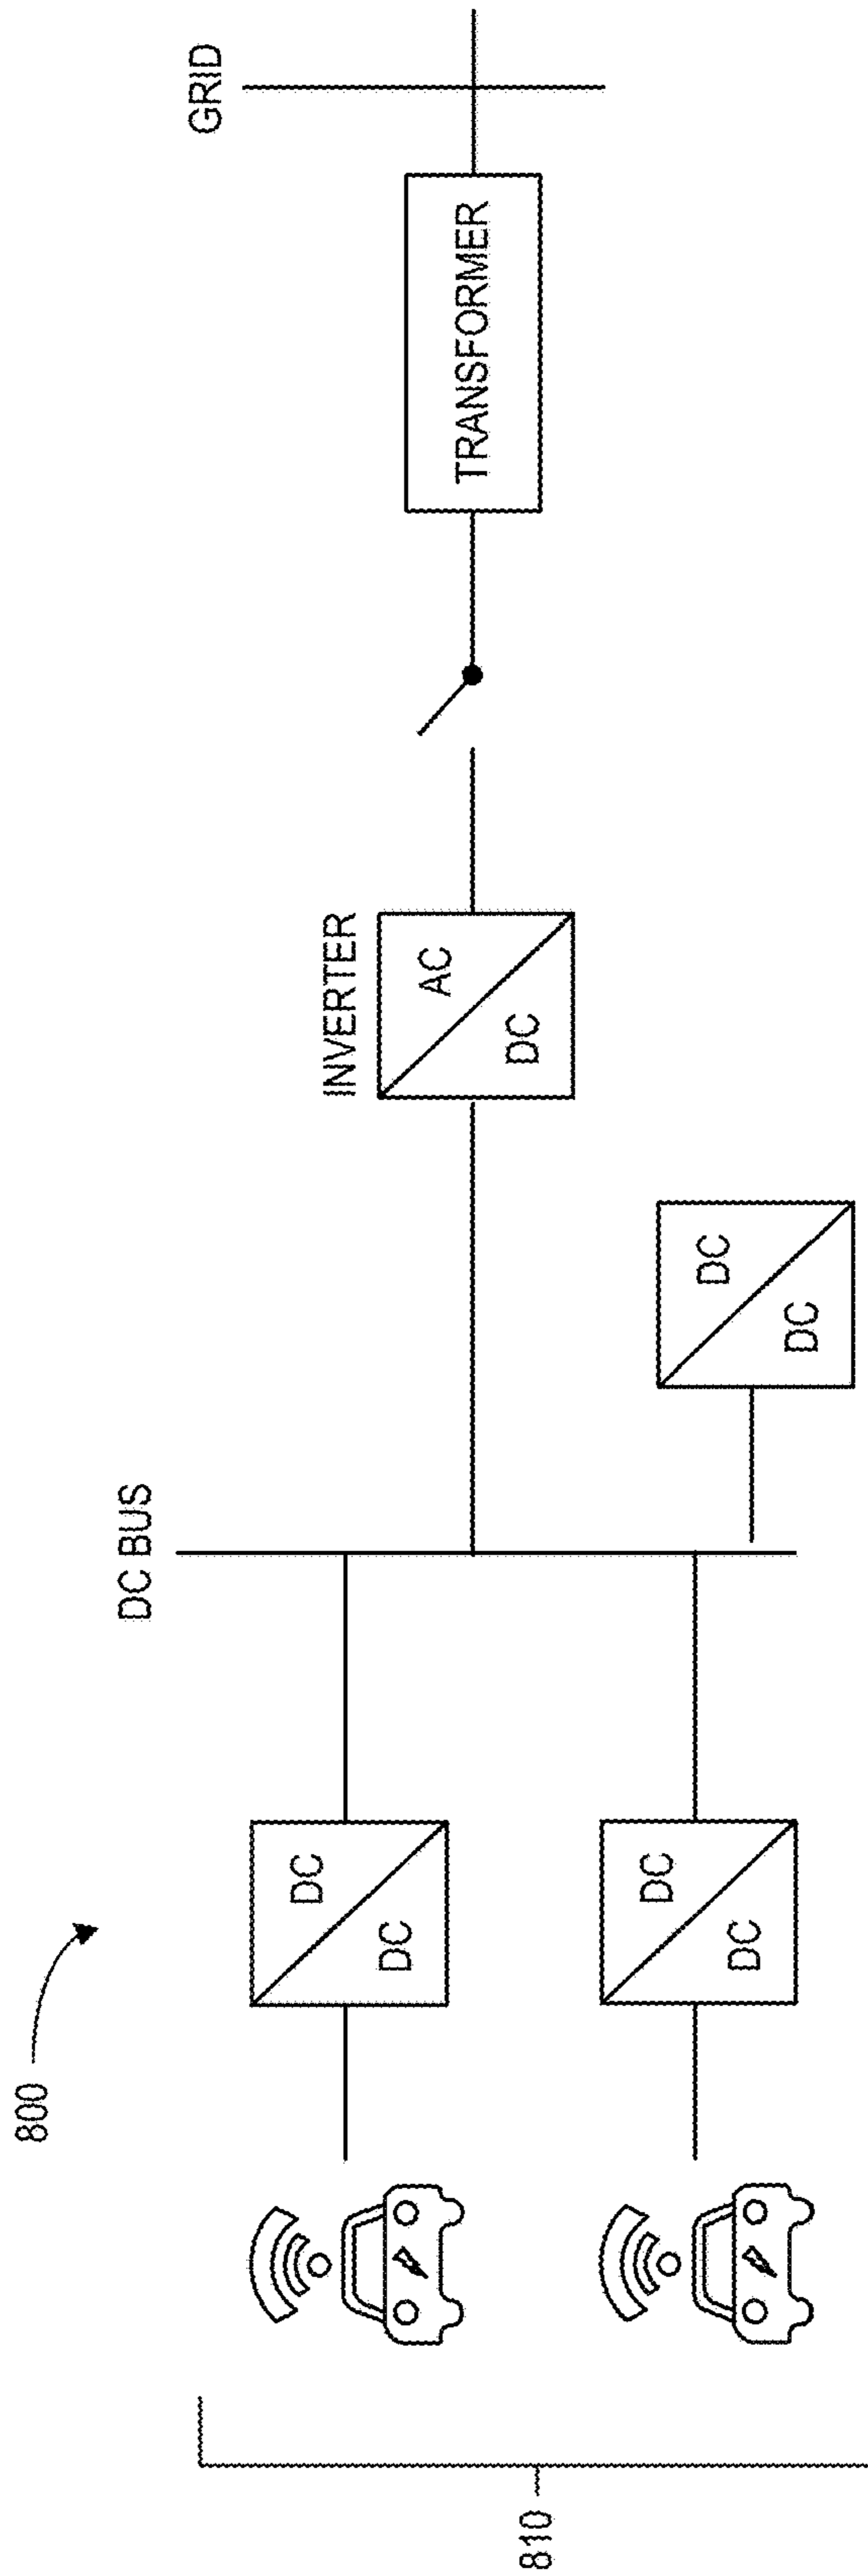 800
DC BUS
GRID
INVERTER
AC
DC
TRANSFORMER
DC
DC
DC
DC
DC
DC
810